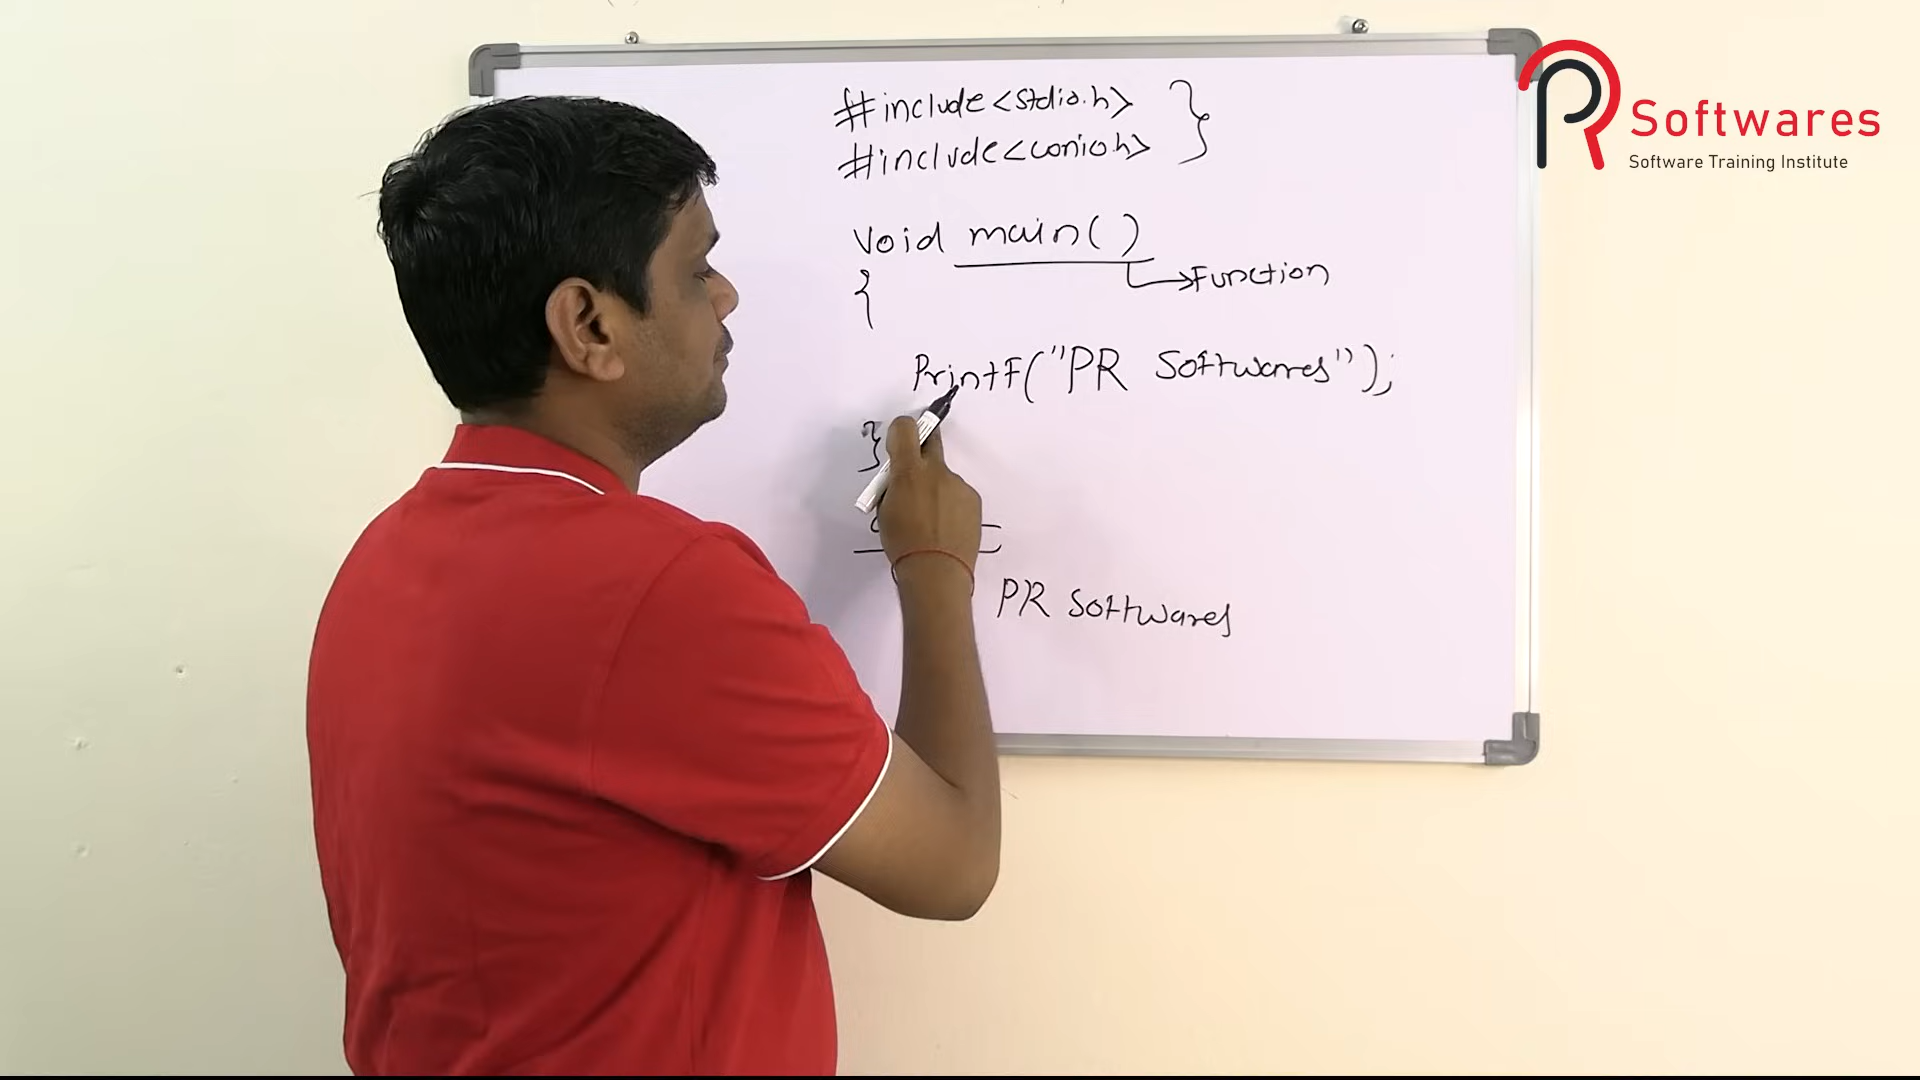 #include<stdio.h> }
#include<conio.h>
void main()
{
Function
PrintF("PR Softwares");
}
PR Softwares
PR Softwares
Software Training Institute